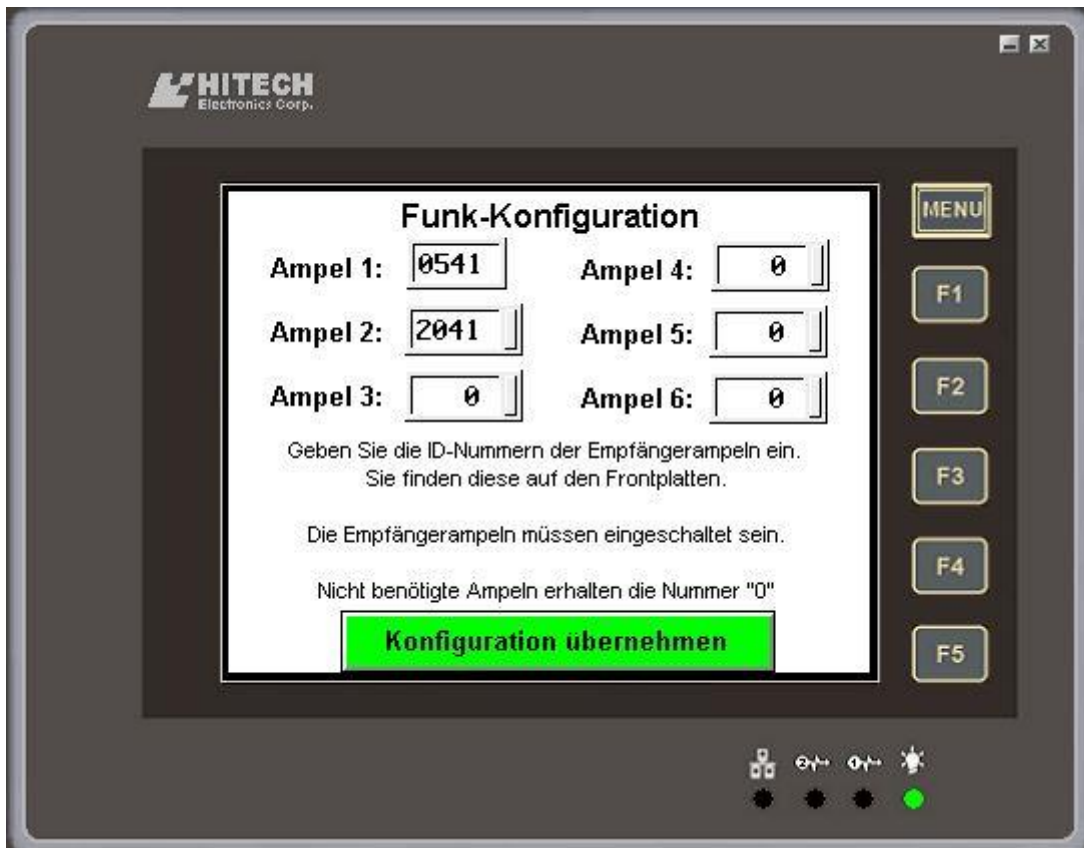 HITECH
Electronics Corp.
Funk-Konfiguration
Ampel 1: 0541
Ampel 4: 0
Ampel 2: 2041
Ampel 5: 0
Ampel 3: 0
Ampel 6: 0
Geben Sie die ID-Nummern der Empfängerampeln ein.
Sie finden diese auf den Frontplatten.
Die Empfängerampeln müssen eingeschaltet sein.
Nicht benötigte Ampeln erhalten die Nummer "0"
Konfiguration übernehmen
MENU
F1
F2
F3
F4
F5
2
1